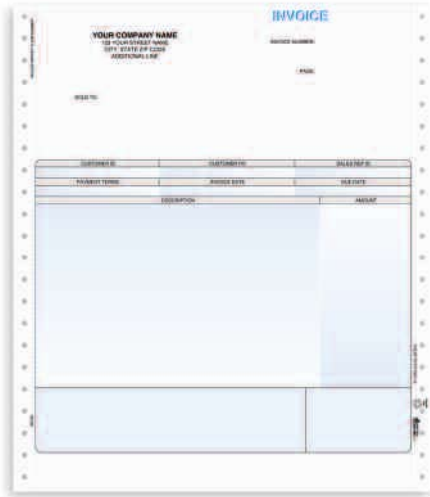 INVOICE
YOUR COMPANY NAME
123 YOUR STREET NAME
CITY, STATE ZIP CODE
ADDITIONAL LINE
INVOICE NUMBER:
PAGE:
SOLD TO:
CUSTOMER ID
CUSTOMER PO
SALES REP ID
PAYMENT TERMS
INVOICE DATE
DUE DATE
DESCRIPTION
AMOUNT
04